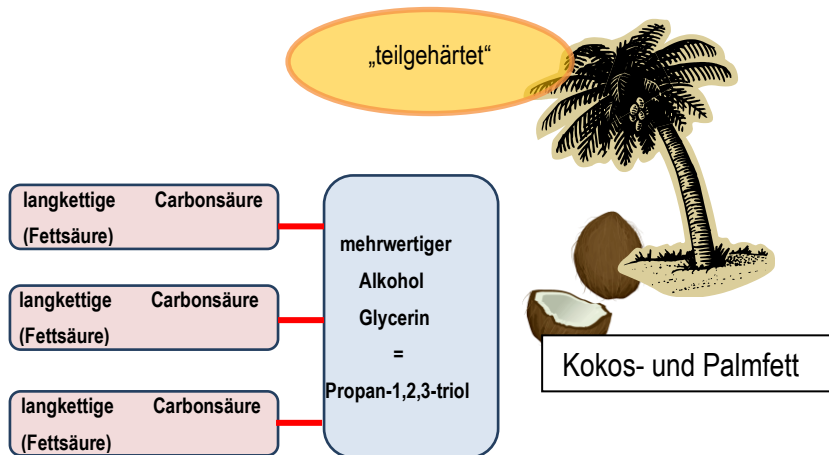 „teilgehärtet“
langkettige Carbonsäure
(Fettsäure)
langkettige Carbonsäure
(Fettsäure)
langkettige Carbonsäure
(Fettsäure)
mehrwertiger
Alkohol
Glycerin
=
Propan-1,2,3-triol
Kokos- und Palmfett